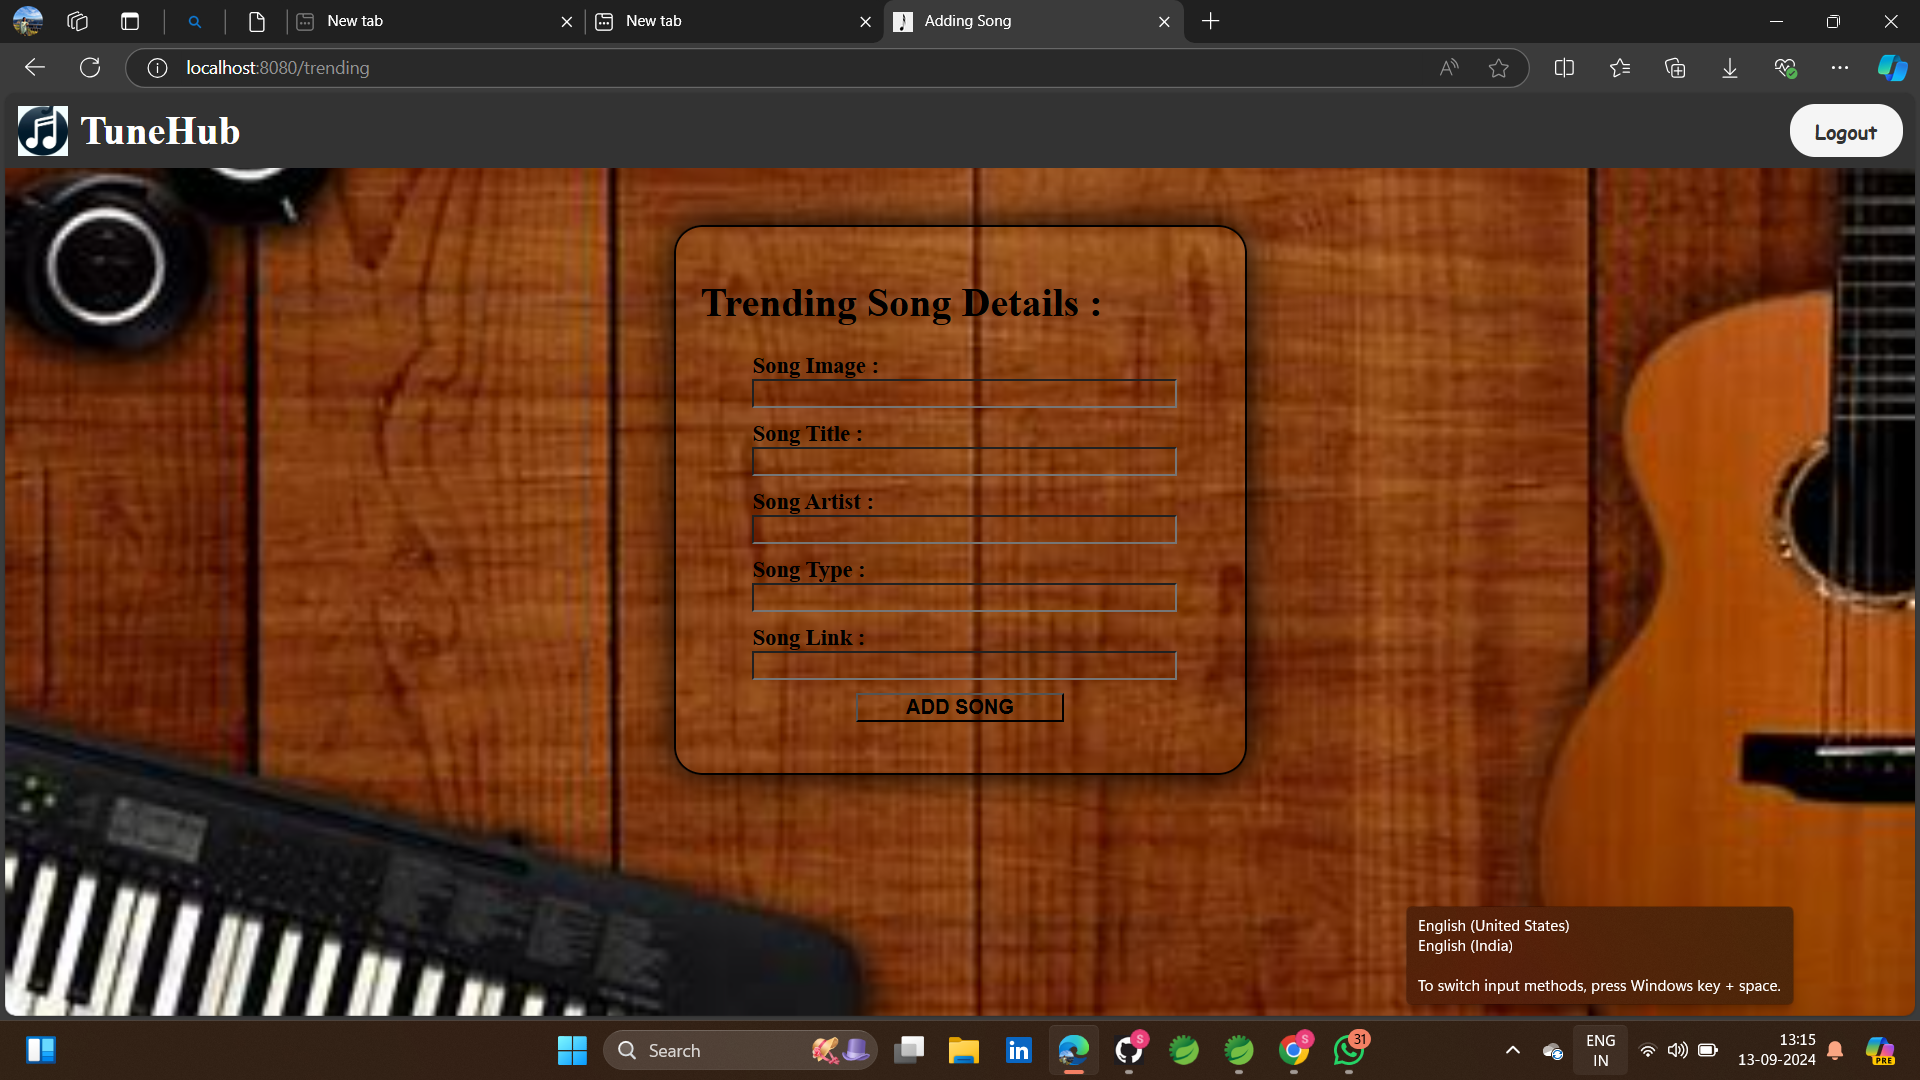 New tab
New tab
Adding Song
localhost:8080/trending
TuneHub
Logout
Trending Song Details :
Song Image :
Song Title :
Song Artist :
Song Type :
Song Link :
ADD SONG
English (United States)
English (India)
To switch input methods, press Windows key + space.
Search
in
S
S
31
ENG
IN
13:15
13-09-2024
PRE